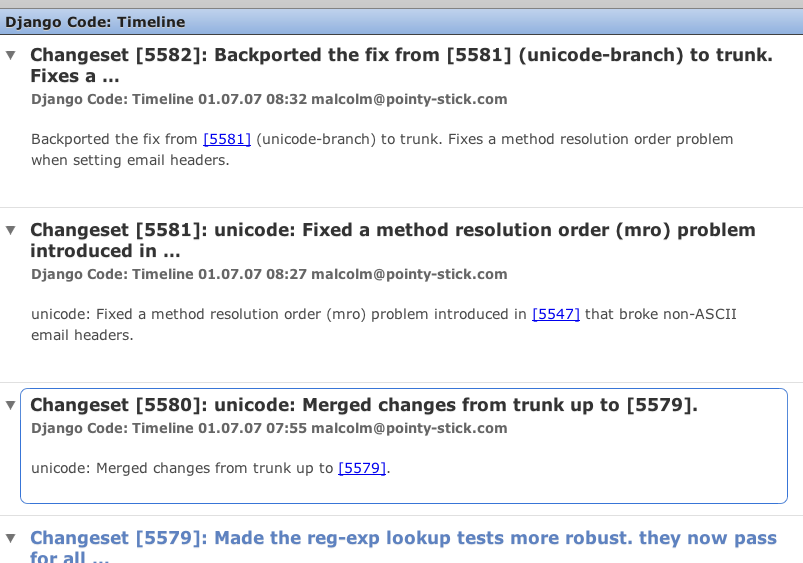 Django Code: Timeline
Changeset [5582]: Backported the fix from [5581] (unicode-branch) to trunk.
Fixes a ...
Django Code: Timeline 01.07.07 08:32 malcolm@pointy-stick.com
Backported the fix from [5581] (unicode-branch) to trunk. Fixes a method resolution order problem
when setting email headers.
Changeset [5581]: unicode: Fixed a method resolution order (mro) problem
introduced in ...
Django Code: Timeline 01.07.07 08:27 malcolm@pointy-stick.com
unicode: Fixed a method resolution order (mro) problem introduced in [5547] that broke non-ASCII
email headers.
Changeset [5580]: unicode: Merged changes from trunk up to [5579].
Django Code: Timeline 01.07.07 07:55 malcolm@pointy-stick.com
unicode: Merged changes from trunk up to [5579].
Changeset [5579]: Made the reg-exp lookup tests more robust. they now pass
for all ...